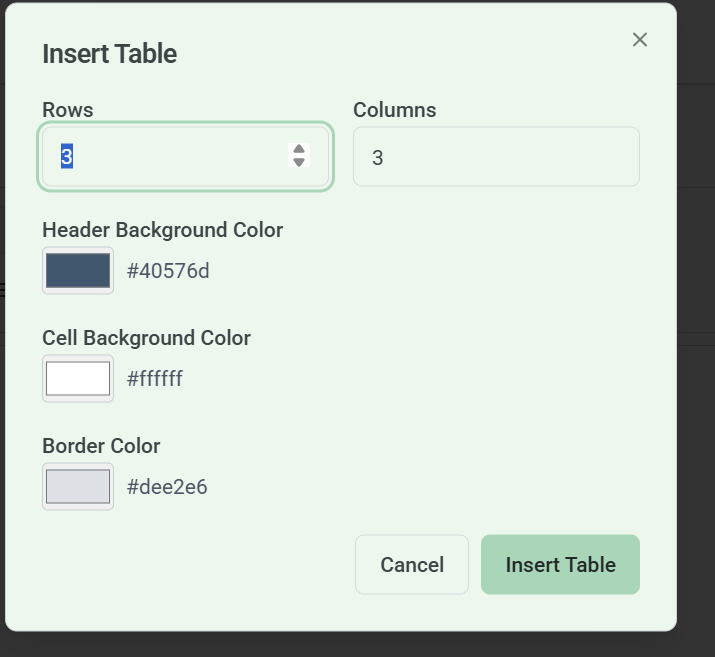 Insert Table
Rows
Columns
3
3
Header Background Color
#40576d
Cell Background Color
#ffffff
Border Color
#dee2e6
Cancel
Insert Table